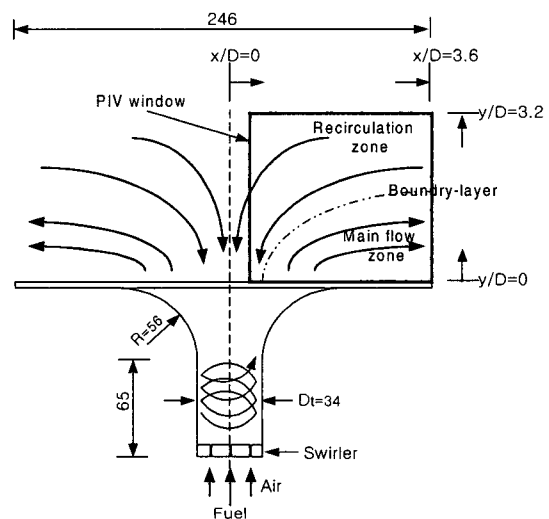 246
x/D=0
x/D=3.6
PIV window
y/D=3.2
Recirculation
zone
Boundry-layer
Main flow
zone
y/D=0
R=56
65
Dt=34
Swirler
Air
Fuel